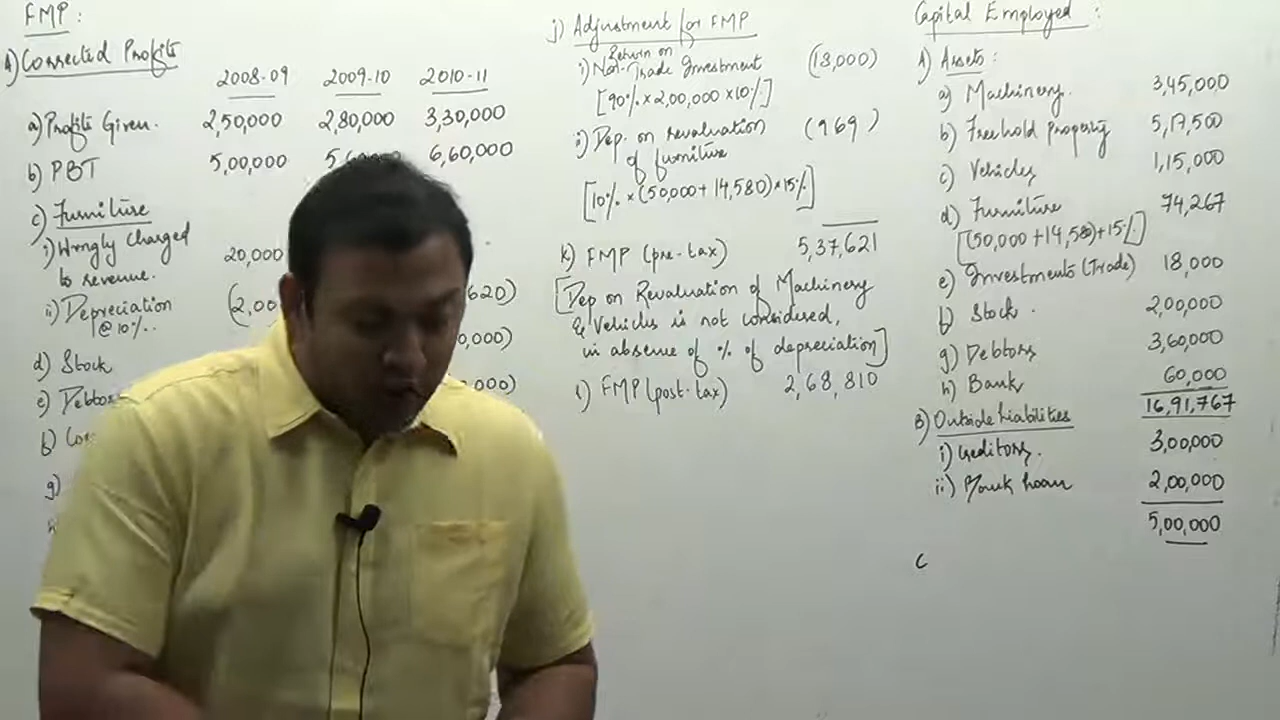 FMP:
A) Corrected Profits
2008-09 2009-10 2010-11
a) Profits Given. 2,50,000 2,80,000 3,30,000
b) PBT 5,00,000 6,60,000
c) Furniture
i) Wrongly charged
to revenue. 20,000
ii) Depreciation
@10%.
d) Stock
e)
f)
g)
j) Adjustment for FMP
Return on
i) Non-Trade Investment (18,000)
[90% x 2,00,000 x 10%]
ii) Dep. on revaluation (969)
of furniture
[10% x (50,000 + 14,580) x 15%]
k) FMP (pre-tax) 5,37,621
[Dep on Revaluation of Machinery
& Vehicles is not considered,
in absence of % of depreciation]
l) FMP (post-tax) 2,68,810
Capital Employed:
A) Assets:
a) Machinery. 3,45,000
b) Freehold Property 5,17,500
c) Vehicles 1,15,000
d) Furniture 74,267
[(50,000 + 14,580) + 15%]
e) Investments (Trade) 18,000
f) Stock. 2,00,000
g) Debtors 3,60,000
h) Bank 60,000
16,91,767
B) Outside Liabilities
i) Creditors. 3,00,000
ii) Bank Loan 2,00,000
5,00,000
C